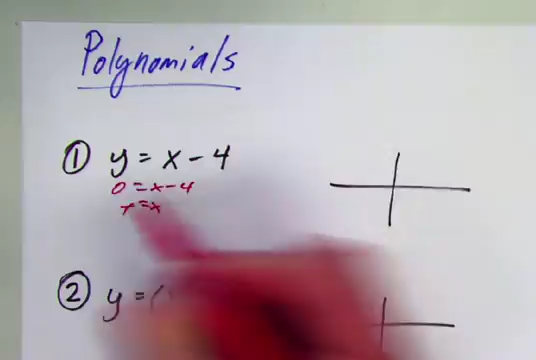 Polynomials
① y = x - 4
0 = x - 4
② y = (